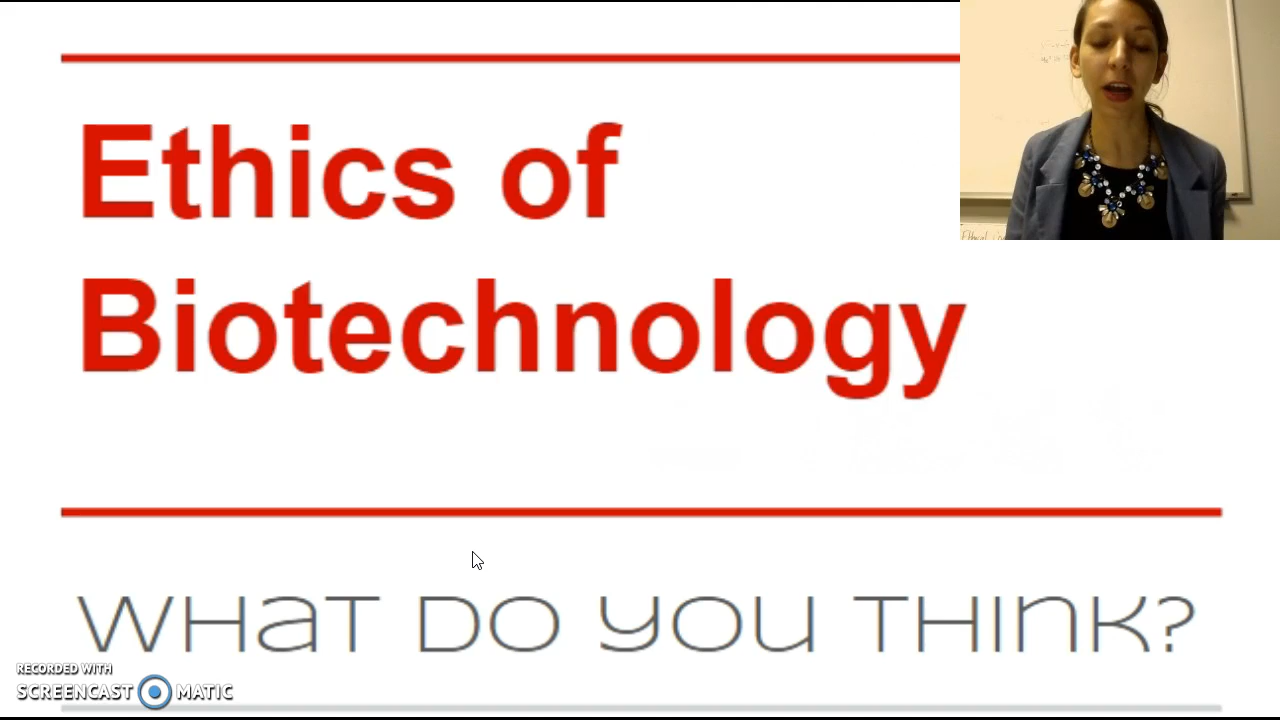 Ethics of
Biotechnology
WHaT DO YOU THINK?
RECORDED WITH
SCREENCAST MATIC